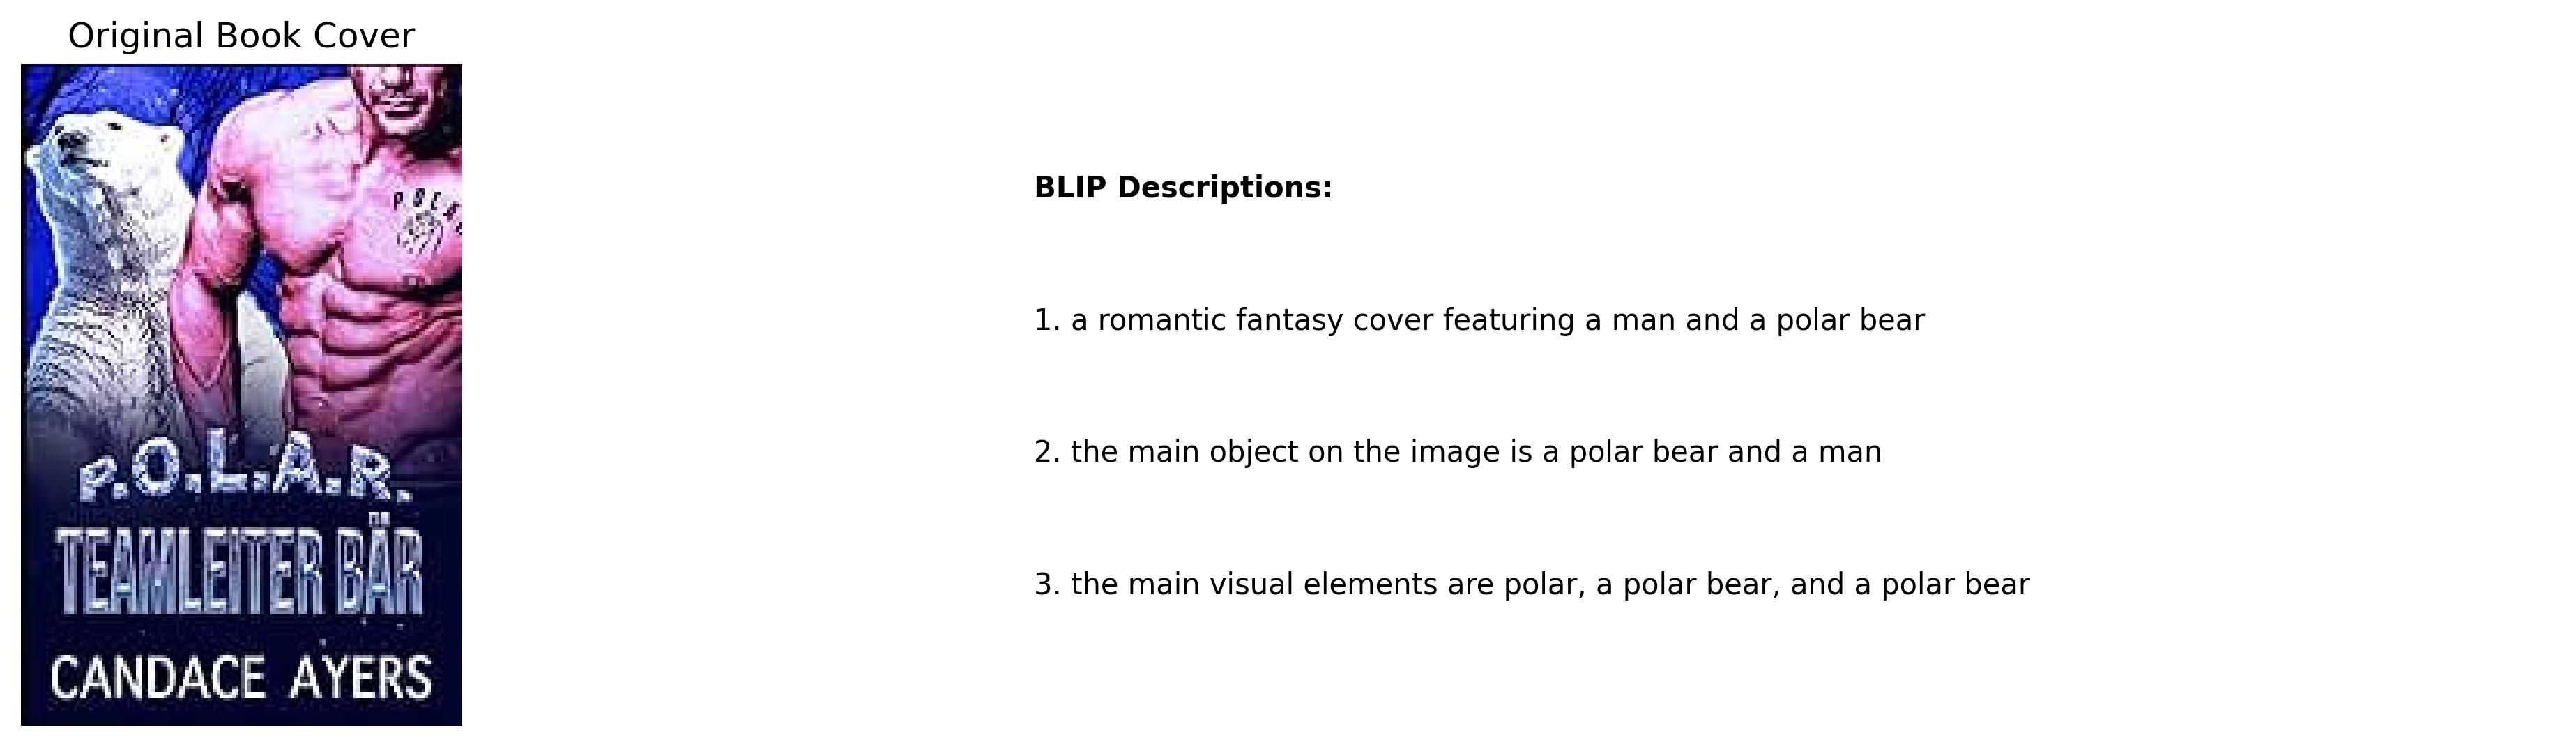 Original Book Cover
P.O.L.A.R.
TEAMLEITER BÄR
CANDACE AYERS
BLIP Descriptions:
1. a romantic fantasy cover featuring a man and a polar bear
2. the main object on the image is a polar bear and a man
3. the main visual elements are polar, a polar bear, and a polar bear